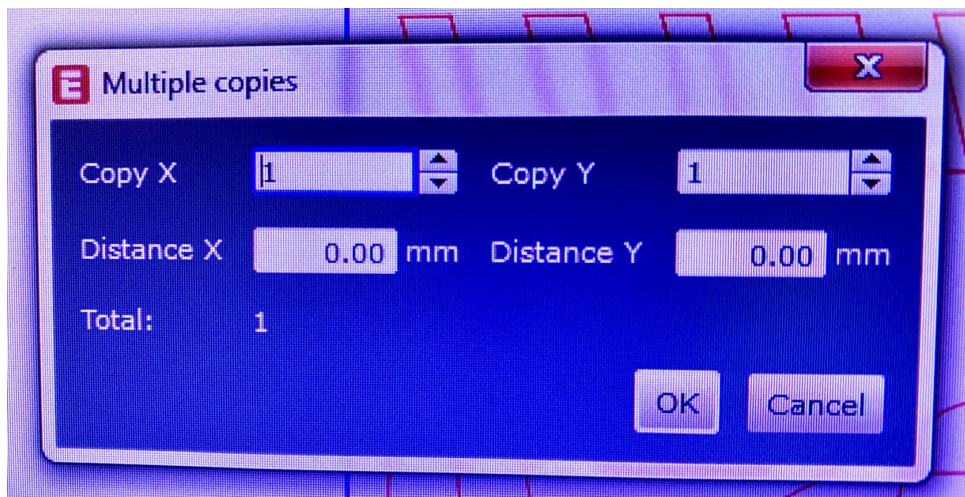 Multiple copies
Copy X 1 Copy Y 1
Distance X 0.00 mm Distance Y 0.00 mm
Total: 1
OK Cancel